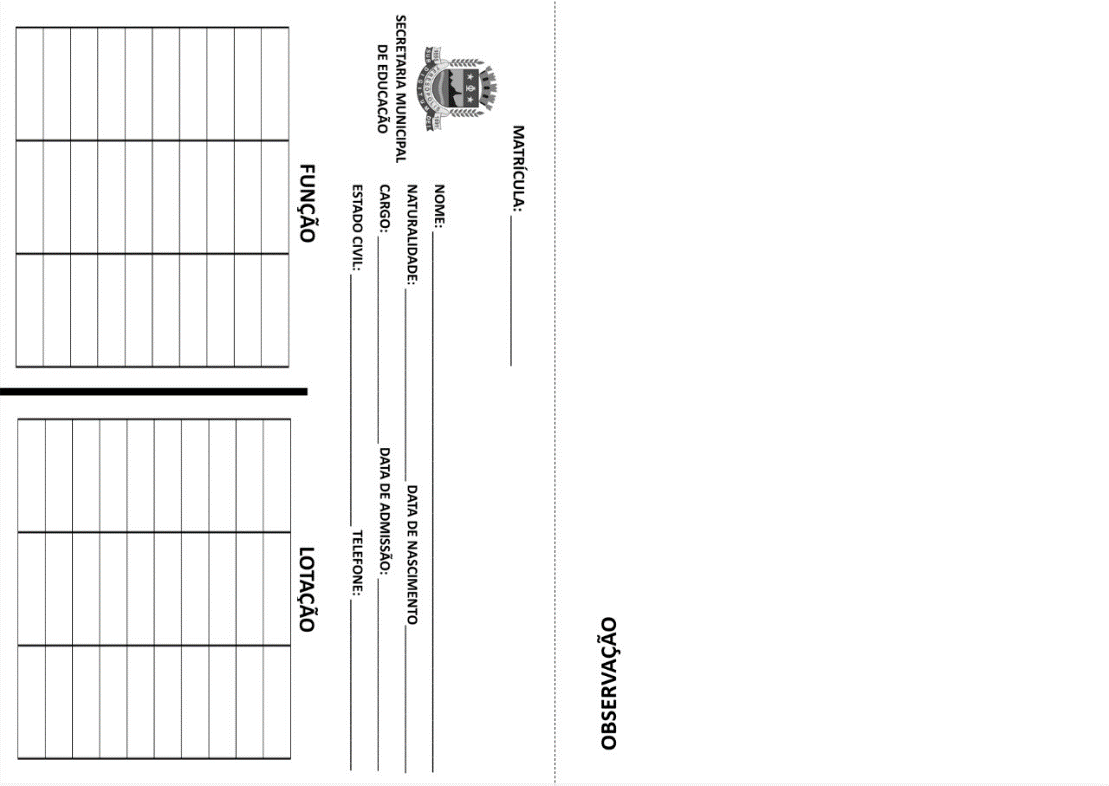 MATRÍCULA:
SECRETARIA MUNICIPAL
DE EDUCACÃO
NOME:
NATURALIDADE: DATA DE NASCIMENTO
CARGO: DATA DE ADMISSÃO:
ESTADO CIVIL: TELEFONE:
FUNÇÃO
LOTAÇÃO
OBSERVAÇÃO